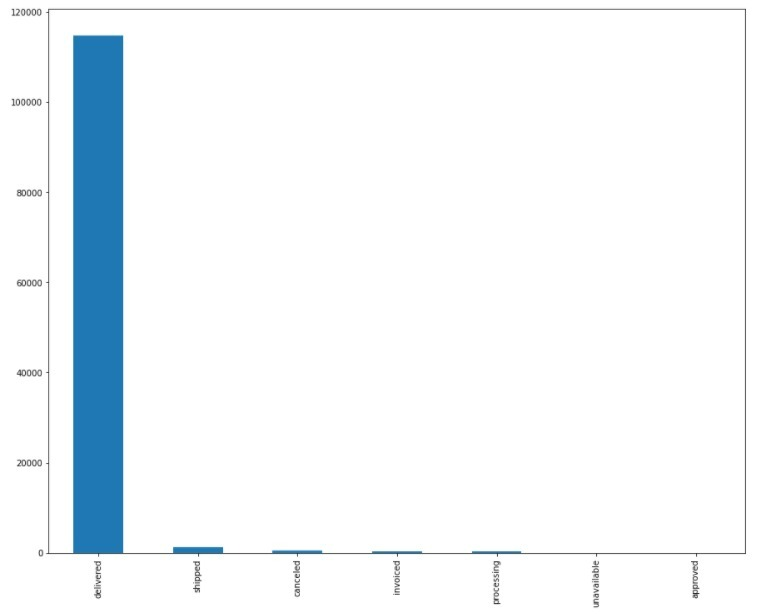 120000
100000
80000
60000
40000
20000
0
delivered
shipped
canceled
invoiced
processing
unavailable
approved